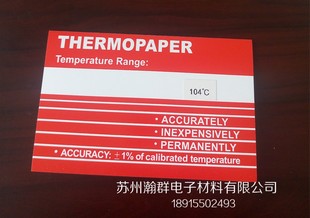 THERMOPAPER
Temperature Range:
104℃
• ACCURATELY
• INEXPENSIVELY
• PERMANENTLY
• ACCURACY: ±1% of calibrated temperature
苏州瀚群电子材料有限公司
18915502493